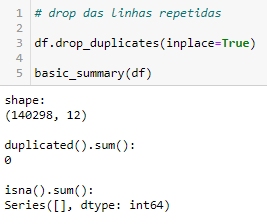 1 # drop das linhas repetidas
2
3 df.drop_duplicates(inplace=True)
4
5 basic_summary(df)
shape:
(140298, 12)
duplicated().sum():
0
isna().sum():
Series([], dtype: int64)